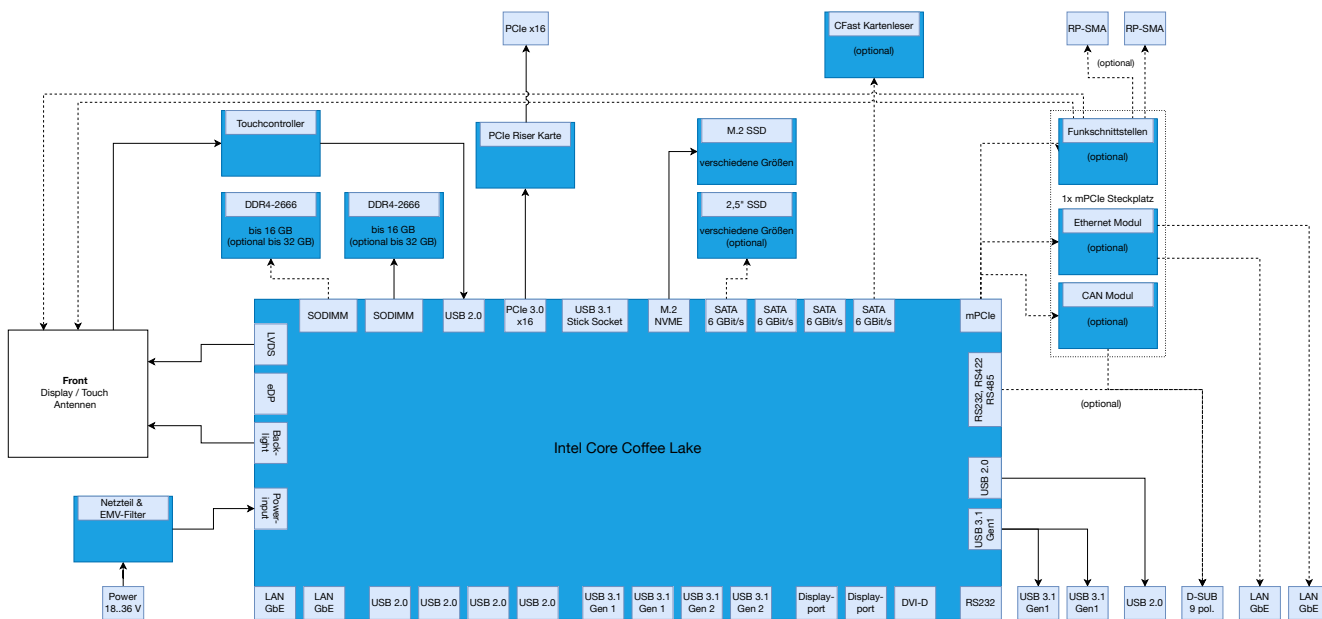 PCIe x16
CFast Kartenleser
(optional)
RP-SMA
RP-SMA
(optional)
Touchcontroller
PCIe Riser Karte
M.2 SSD
verschiedene Größen
Funkschnittstellen
(optional)
1x mPCIe Steckplatz
DDR4-2666
bis 16 GB
(optional bis 32 GB)
DDR4-2666
bis 16 GB
(optional bis 32 GB)
2,5" SSD
verschiedene Größen
(optional)
Ethernet Modul
(optional)
CAN Modul
(optional)
SODIMM
SODIMM
USB 2.0
PCIe 3.0
x16
USB 3.1
Stick Socket
M.2
NVME
SATA
6 GBit/s
SATA
6 GBit/s
SATA
6 GBit/s
SATA
6 GBit/s
mPCIe
Front
Display / Touch
Antennen
LVDS
eDP
Back-
light
Power-
input
Intel Core Coffee Lake
RS232, RS422
RS485
(optional)
USB 2.0
USB 3.1
Gen1
Netzteil &
EMV-Filter
Power
18..36 V
LAN
GbE
LAN
GbE
USB 2.0
USB 2.0
USB 2.0
USB 2.0
USB 3.1
Gen 1
USB 3.1
Gen 1
USB 3.1
Gen 2
USB 3.1
Gen 2
Display-
port
Display-
port
DVI-D
RS232
USB 3.1
Gen1
USB 3.1
Gen1
USB 2.0
D-SUB
9 pol.
LAN
GbE
LAN
GbE